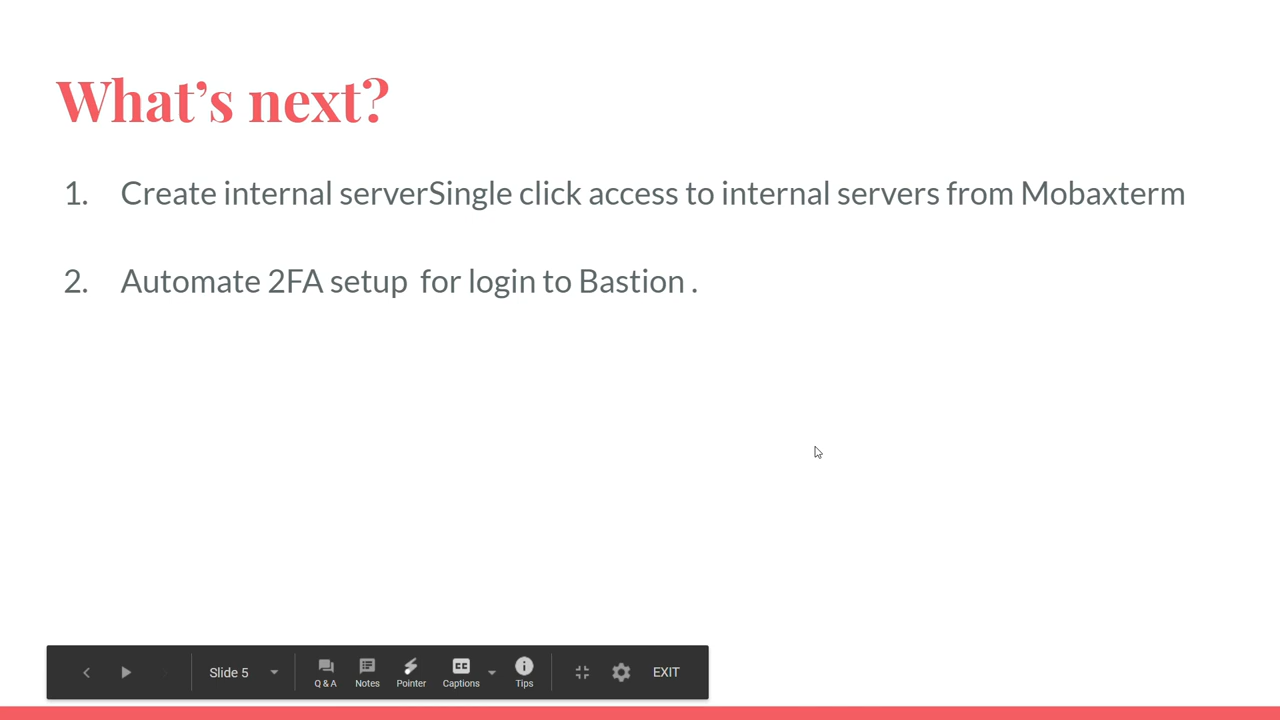 What's next?
1. Create internal serverSingle click access to internal servers from Mobaxterm
2. Automate 2FA setup  for login to Bastion .
Slide 5
Q & A
Notes
Pointer
CC
Captions
Tips
EXIT